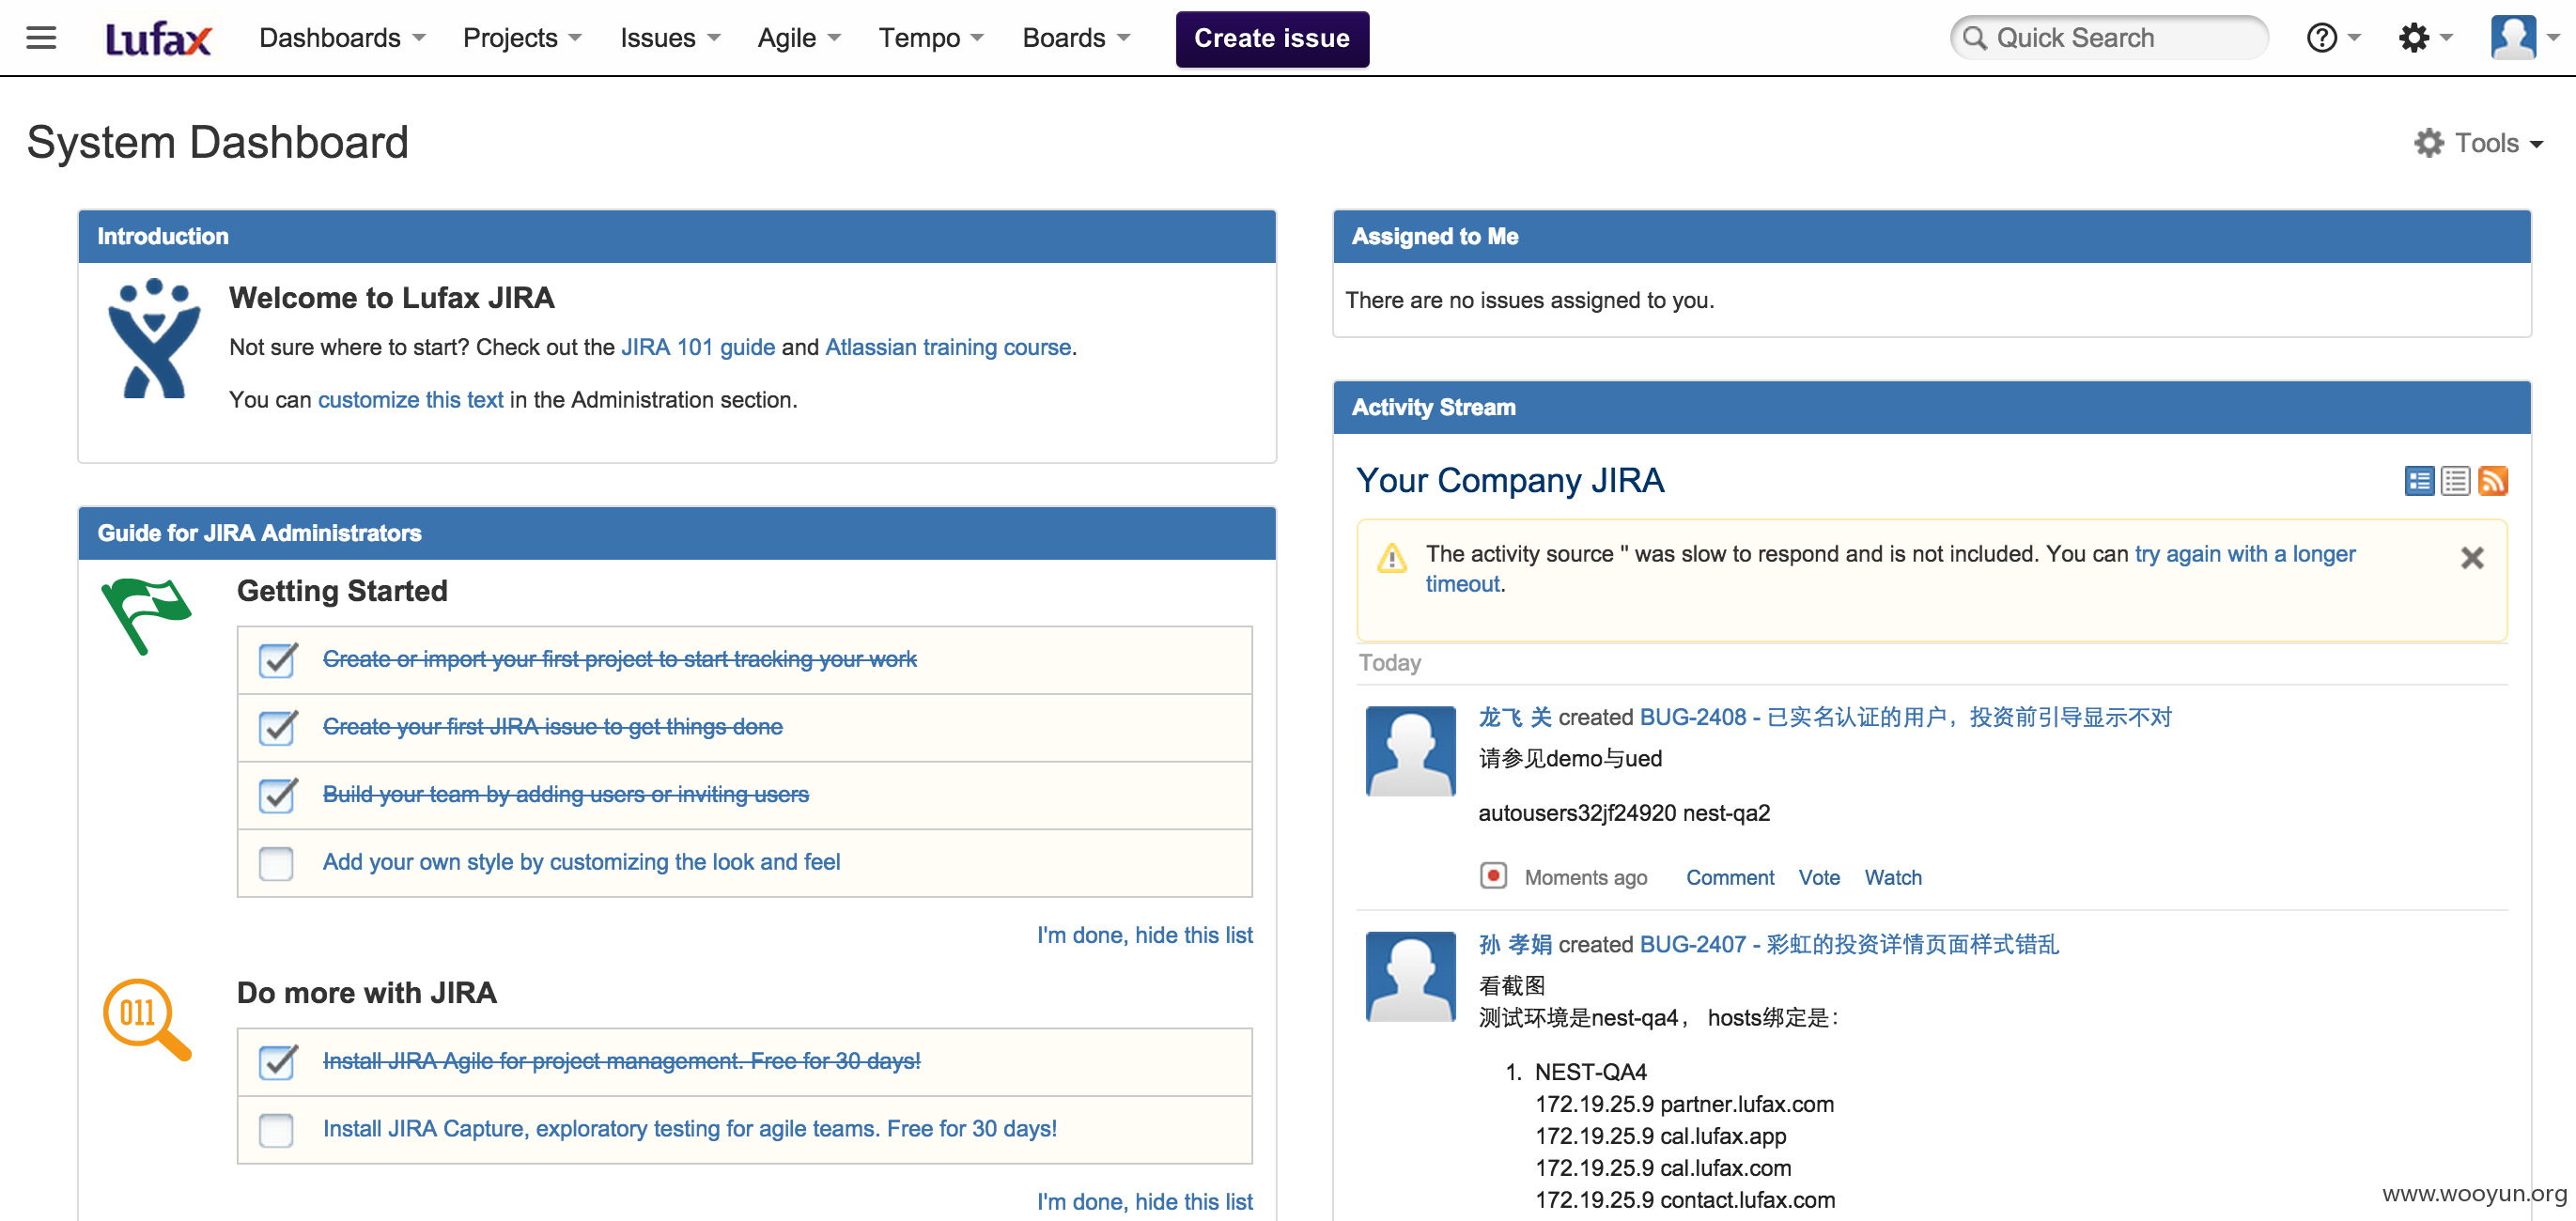 Lufax Dashboards Projects Issues Agile Tempo Boards Create issue Quick Search
System Dashboard
Tools
Introduction
Welcome to Lufax JIRA
Not sure where to start? Check out the JIRA 101 guide and Atlassian training course.
You can customize this text in the Administration section.
Guide for JIRA Administrators
Getting Started
Create or import your first project to start tracking your work
Create your first JIRA issue to get things done
Build your team by adding users or inviting users
Add your own style by customizing the look and feel
I'm done, hide this list
011
Do more with JIRA
Install JIRA Agile for project management. Free for 30 days!
Install JIRA Capture, exploratory testing for agile teams. Free for 30 days!
I'm done, hide this list
Assigned to Me
There are no issues assigned to you.
Activity Stream
Your Company JIRA
The activity source '' was slow to respond and is not included. You can try again with a longer
timeout.
Today
龙飞 关 created BUG-2408 - 已实名认证的用户，投资前引导显示不对
请参见demo与ued
autousers32jf24920 nest-qa2
Moments ago Comment Vote Watch
孙 孝娟 created BUG-2407 - 彩虹的投资详情页面样式错乱
看截图
测试环境是nest-qa4， hosts绑定是：
1. NEST-QA4
172.19.25.9 partner.lufax.com
172.19.25.9 cal.lufax.app
172.19.25.9 cal.lufax.com
172.19.25.9 contact.lufax.com
www.wooyun.org